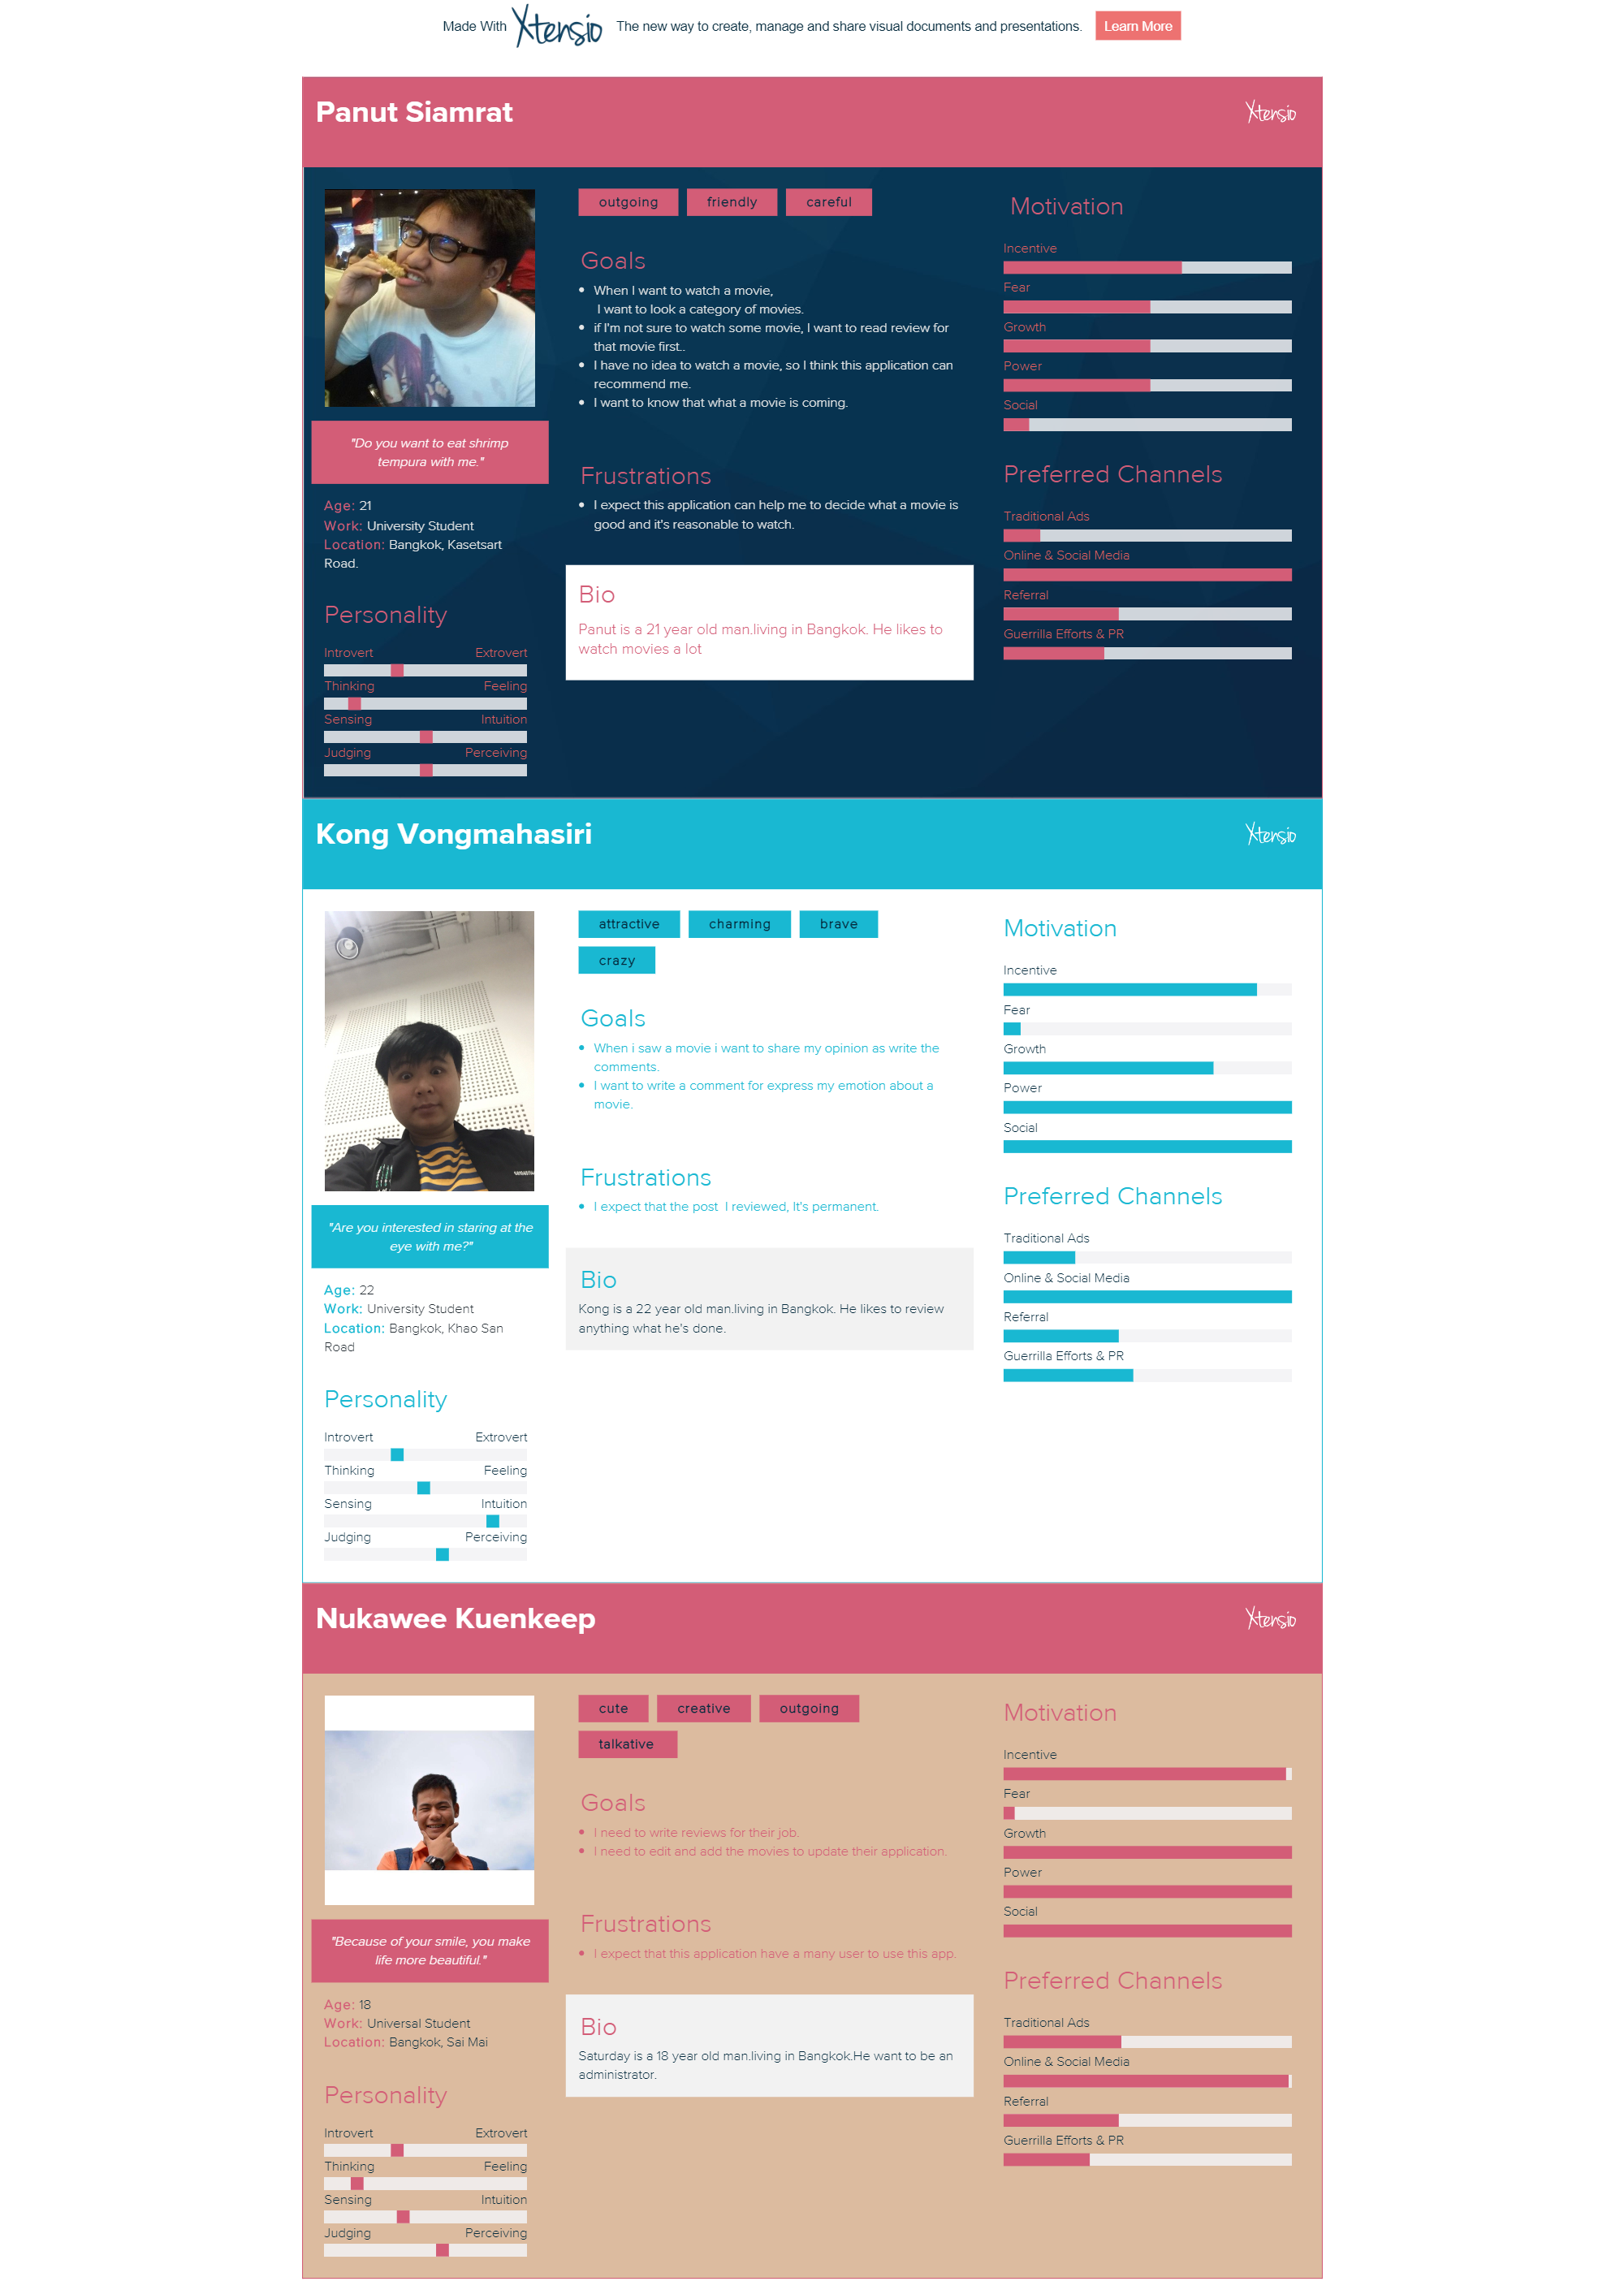 Made With Xtensio The new way to create, manage and share visual documents and presentations. Learn More
Panut Siamrat
Xtensio
"Do you want to eat shrimp
tempura with me."
Age: 21
Work: University Student
Location: Bangkok, Kasetsart
Road.
Personality
Introvert Extrovert
Thinking Feeling
Sensing Intuition
Judging Perceiving
outgoing friendly careful
Goals
When I want to watch a movie,
I want to look a category of movies.
if I'm not sure to watch some movie, I want to read review for
that movie first..
I have no idea to watch a movie, so I think this application can
recommend me.
I want to know that what a movie is coming.
Frustrations
I expect this application can help me to decide what a movie is
good and it's reasonable to watch.
Bio
Panut is a 21 year old man.living in Bangkok. He likes to
watch movies a lot
Motivation
Incentive
Fear
Growth
Power
Social
Preferred Channels
Traditional Ads
Online & Social Media
Referral
Guerrilla Efforts & PR
Kong Vongmahasiri
Xtensio
"Are you interested in staring at the
eye with me?"
Age: 22
Work: University Student
Location: Bangkok, Khao San
Road
Personality
Introvert Extrovert
Thinking Feeling
Sensing Intuition
Judging Perceiving
attractive charming brave
crazy
Goals
When i saw a movie i want to share my opinion as write the
comments.
I want to write a comment for express my emotion about a
movie.
Frustrations
I expect that the post  I reviewed, It's permanent.
Bio
Kong is a 22 year old man.living in Bangkok. He likes to review
anything what he's done.
Motivation
Incentive
Fear
Growth
Power
Social
Preferred Channels
Traditional Ads
Online & Social Media
Referral
Guerrilla Efforts & PR
Nukawee Kuenkeep
Xtensio
"Because of your smile, you make
life more beautiful."
Age: 18
Work: Universal Student
Location: Bangkok, Sai Mai
Personality
Introvert Extrovert
Thinking Feeling
Sensing Intuition
Judging Perceiving
cute creative outgoing
talkative
Goals
I need to write reviews for their job.
I need to edit and add the movies to update their application.
Frustrations
I expect that this application have a many user to use this app.
Bio
Saturday is a 18 year old man.living in Bangkok.He want to be an
administrator.
Motivation
Incentive
Fear
Growth
Power
Social
Preferred Channels
Traditional Ads
Online & Social Media
Referral
Guerrilla Efforts & PR